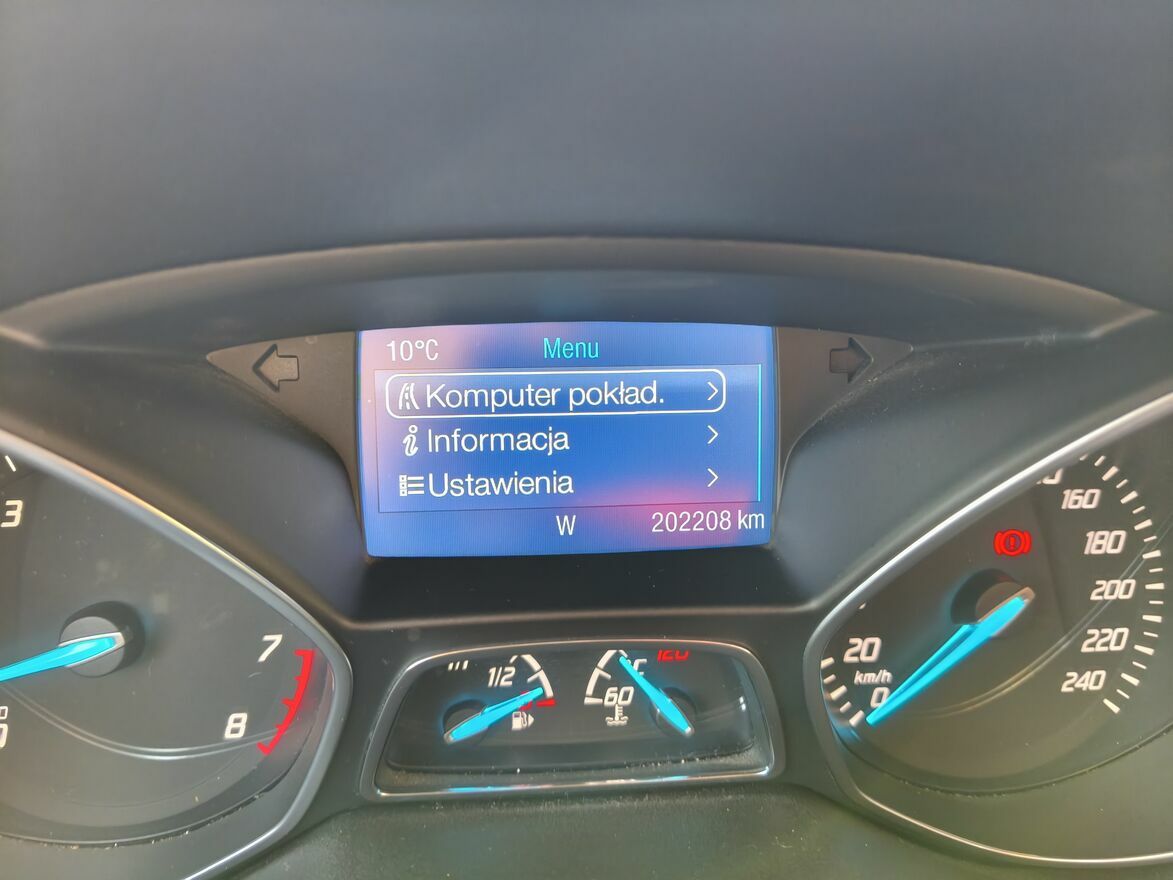 10°C Menu
Komputer pokład.
Informacja
Ustawienia
W 202208 km
3
7
8
1/2
60
°C
120
20
km/h
0
160
180
200
220
240